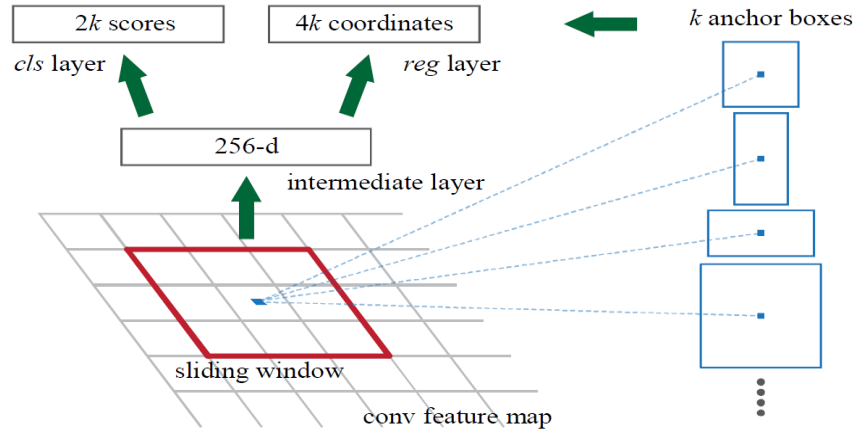 2k scores
4k coordinates
k anchor boxes
cls layer
reg layer
256-d
intermediate layer
sliding window
conv feature map